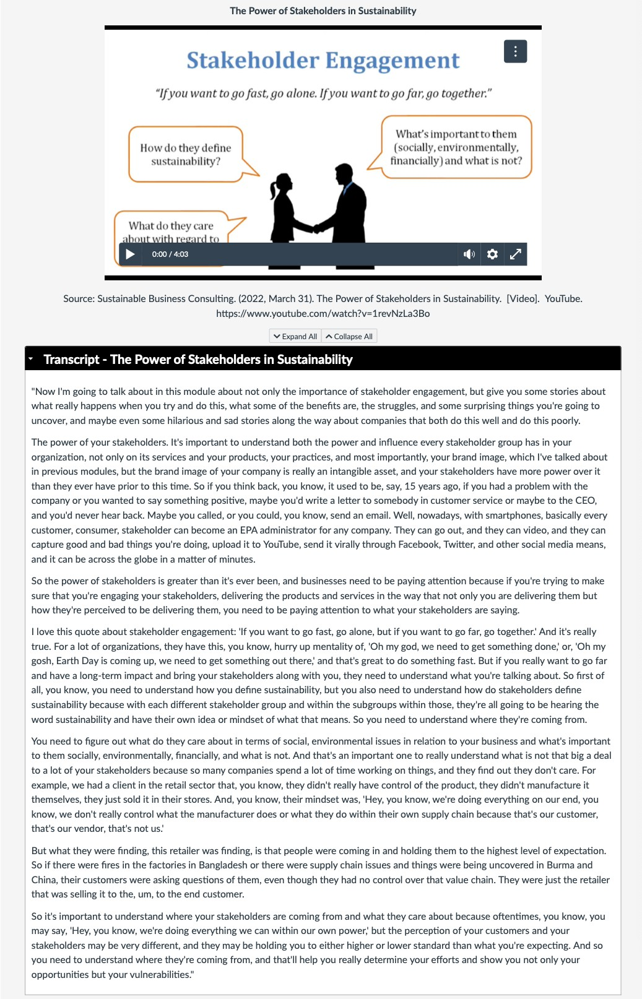 The Power of Stakeholders in Sustainability
Stakeholder Engagement
“If you want to go fast, go alone. If you want to go far, go together.”
How do they define
sustainability?
What's important to them
(socially, environmentally,
financially) and what is not?
What do they care
about with regard to
0:00 / 4:03
Source: Sustainable Business Consulting. (2022, March 31). The Power of Stakeholders in Sustainability.  [Video].  YouTube.
https://www.youtube.com/watch?v=1revNzLa3Bo
Expand All
Collapse All
Transcript - The Power of Stakeholders in Sustainability
"Now I'm going to talk about in this module about not only the importance of stakeholder engagement, but give you some stories about
what really happens when you try and do this, what some of the benefits are, the struggles, and some surprising things you're going to
uncover, and maybe even some hilarious and sad stories along the way about companies that both do this well and do this poorly.
The power of your stakeholders. It's important to understand both the power and influence every stakeholder group has in your
organization, not only on its services and your products, your practices, and most importantly, your brand image, which I've talked about
in previous modules, but the brand image of your company is really an intangible asset, and your stakeholders have more power over it
than they ever have prior to this time. So if you think back, you know, it used to be, say, 15 years ago, if you had a problem with the
company or you wanted to say something positive, maybe you'd write a letter to somebody in customer service or maybe to the CEO,
and you'd never hear back. Maybe you called, or you could, you know, send an email. Well, nowadays, with smartphones, basically every
customer, consumer, stakeholder can become an EPA administrator for any company. They can go out, and they can video, and they can
capture good and bad things you're doing, upload it to YouTube, send it virally through Facebook, Twitter, and other social media means,
and it can be across the globe in a matter of minutes.
So the power of stakeholders is greater than it's ever been, and businesses need to be paying attention because if you're trying to make
sure that you're engaging your stakeholders, delivering the products and services in the way that not only you are delivering them but
how they're perceived to be delivering them, you need to be paying attention to what your stakeholders are saying.
I love this quote about stakeholder engagement: 'If you want to go fast, go alone, but if you want to go far, go together.' And it's really
true. For a lot of organizations, they have this, you know, hurry up mentality of, 'Oh my god, we need to get something done,' or, 'Oh my
gosh, Earth Day is coming up, we need to get something out there,' and that's great to do something fast. But if you really want to go far
and have a long-term impact and bring your stakeholders along with you, they need to understand what you're talking about. So first of
all, you know, you need to understand how you define sustainability, but you also need to understand how do stakeholders define
sustainability because with each different stakeholder group and within the subgroups within those, they're all going to be hearing the
word sustainability and have their own idea or mindset of what that means. So you need to understand where they're coming from.
You need to figure out what do they care about in terms of social, environmental issues in relation to your business and what's important
to them socially, environmentally, financially, and what is not. And that's an important one to really understand what is not that big a deal
to a lot of your stakeholders because so many companies spend a lot of time working on things, and they find out they don't care. For
example, we had a client in the retail sector that, you know, they didn't really have control of the product, they didn't manufacture it
themselves, they just sold it in their stores. And, you know, their mindset was, 'Hey, you know, we're doing everything on our end, you
know, we don't really control what the manufacturer does or what they do within their own supply chain because that's our customer,
that's our vendor, that's not us.'
But what they were finding, this retailer was finding, is that people were coming in and holding them to the highest level of expectation.
So if there were fires in the factories in Bangladesh or there were supply chain issues and things were being uncovered in Burma and
China, their customers were asking questions of them, even though they had no control over that value chain. They were just the retailer
that was selling it to the, um, to the end customer.
So it's important to understand where your stakeholders are coming from and what they care about because oftentimes, you know, you
may say, 'Hey, you know, we're doing everything we can within our own power,' but the perception of your customers and your
stakeholders may be very different, and they may be holding you to either higher or lower standard than what you're expecting. And so
you need to understand where they're coming from, and that'll help you really determine your efforts and show you not only your
opportunities but your vulnerabilities."